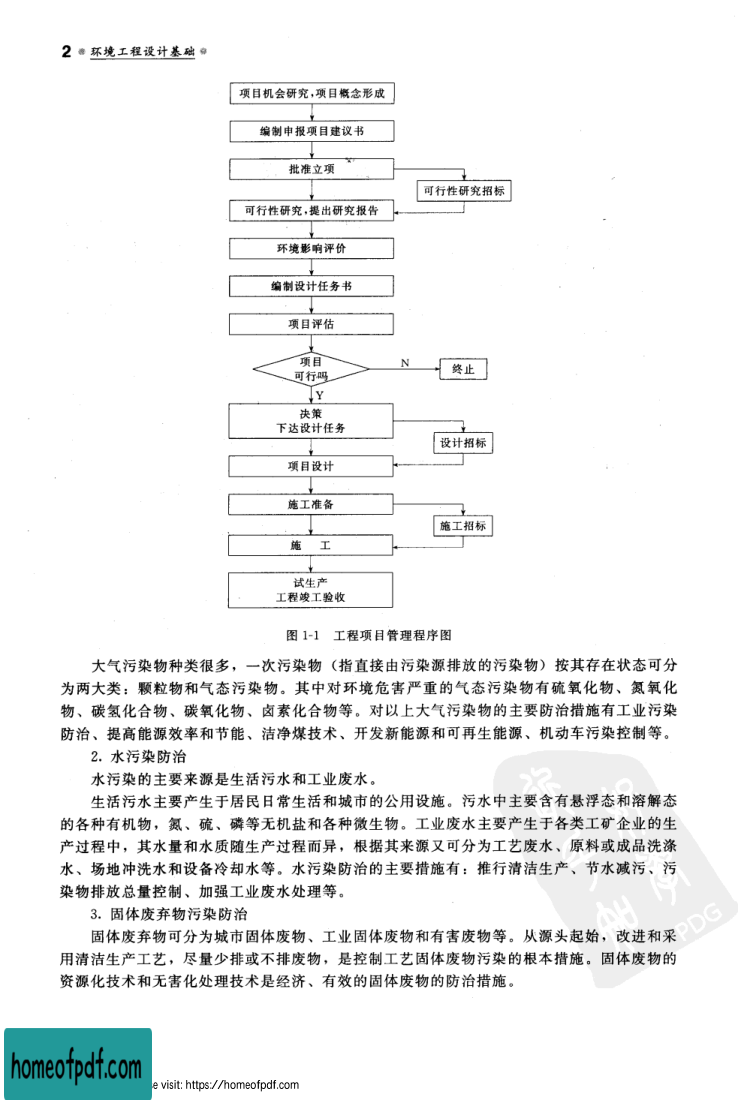 2 环境工程设计基础
项目机会研究,项目概念形成
编制申报项目建议书
批准立项
可行性研究招标
可行性研究,提出研究报告
环境影响评价
编制设计任务书
项目评估
项目
可行吗
N
终止
Y
决策
下达设计任务
设计招标
项目设计
施工准备
施工招标
施 工
试生产
工程竣工验收
图 1-1 工程项目管理程序图
大气污染物种类很多，一次污染物（指直接由污染源排放的污染物）按其存在状态可分
为两大类：颗粒物和气态污染物。其中对环境危害严重的气态污染物有硫氧化物、氮氧化
物、碳氢化合物、碳氧化物、卤素化合物等。对以上大气污染物的主要防治措施有工业污染
防治、提高能源效率和节能、洁净煤技术、开发新能源和可再生能源、机动车污染控制等。
2. 水污染防治
水污染的主要来源是生活污水和工业废水。
生活污水主要产生于居民日常生活和城市的公用设施。污水中主要含有悬浮态和溶解态
的各种有机物，氮、硫、磷等无机盐和各种微生物。工业废水主要产生于各类工矿企业的生
产过程中，其水量和水质随生产过程而异，根据其来源又可分为工艺废水、原料或成品洗涤
水、场地冲洗水和设备冷却水等。水污染防治的主要措施有：推行清洁生产、节水减污、污
染物排放总量控制、加强工业废水处理等。
3. 固体废弃物污染防治
固体废弃物可分为城市固体废物、工业固体废物和有害废物等。从源头起始，改进和采
用清洁生产工艺，尽量少排或不排废物，是控制工艺固体废物污染的根本措施。固体废物的
资源化技术和无害化处理技术是经济、有效的固体废物的防治措施。
PDG
homeofpdf.com
e visit: https://homeofpdf.com